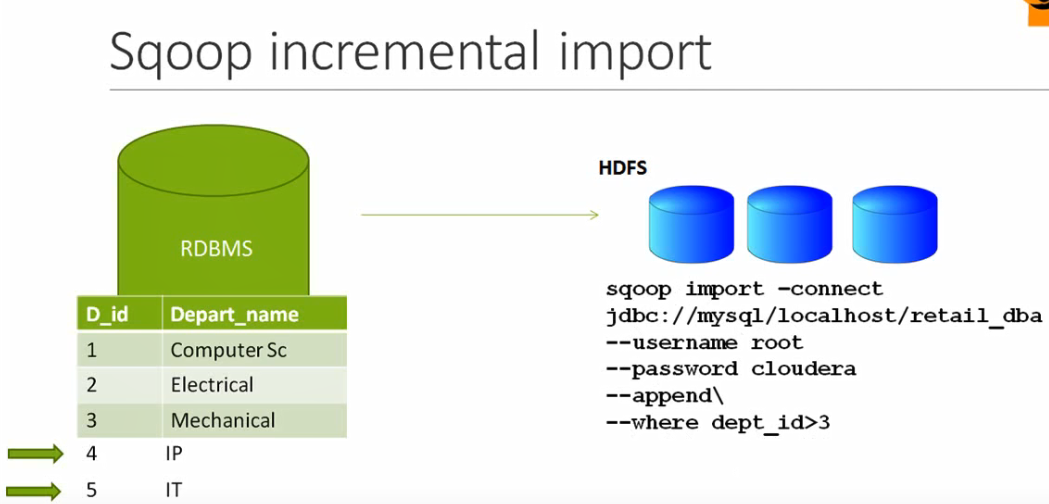 Sqoop incremental import
RDBMS
D_id Depart_name
1 Computer Sc
2 Electrical
3 Mechanical
4 IP
5 IT
HDFS
sqoop import –connect
jdbc://mysql/localhost/retail_dba
--username root
--password cloudera
--append\
--where dept_id>3